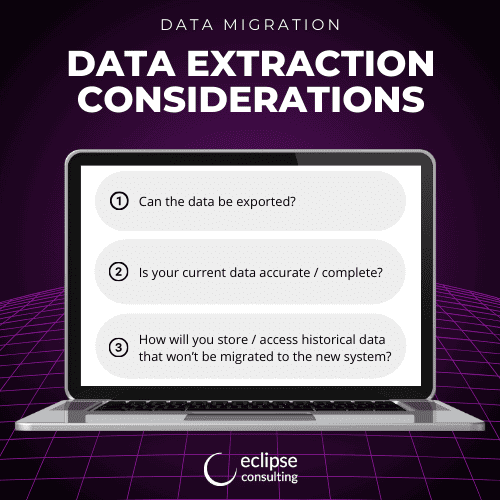 DATA MIGRATION
DATA EXTRACTION
CONSIDERATIONS
1 Can the data be exported?
2 Is your current data accurate / complete?
3 How will you store / access historical data
that won't be migrated to the new system?
eclipse
consulting